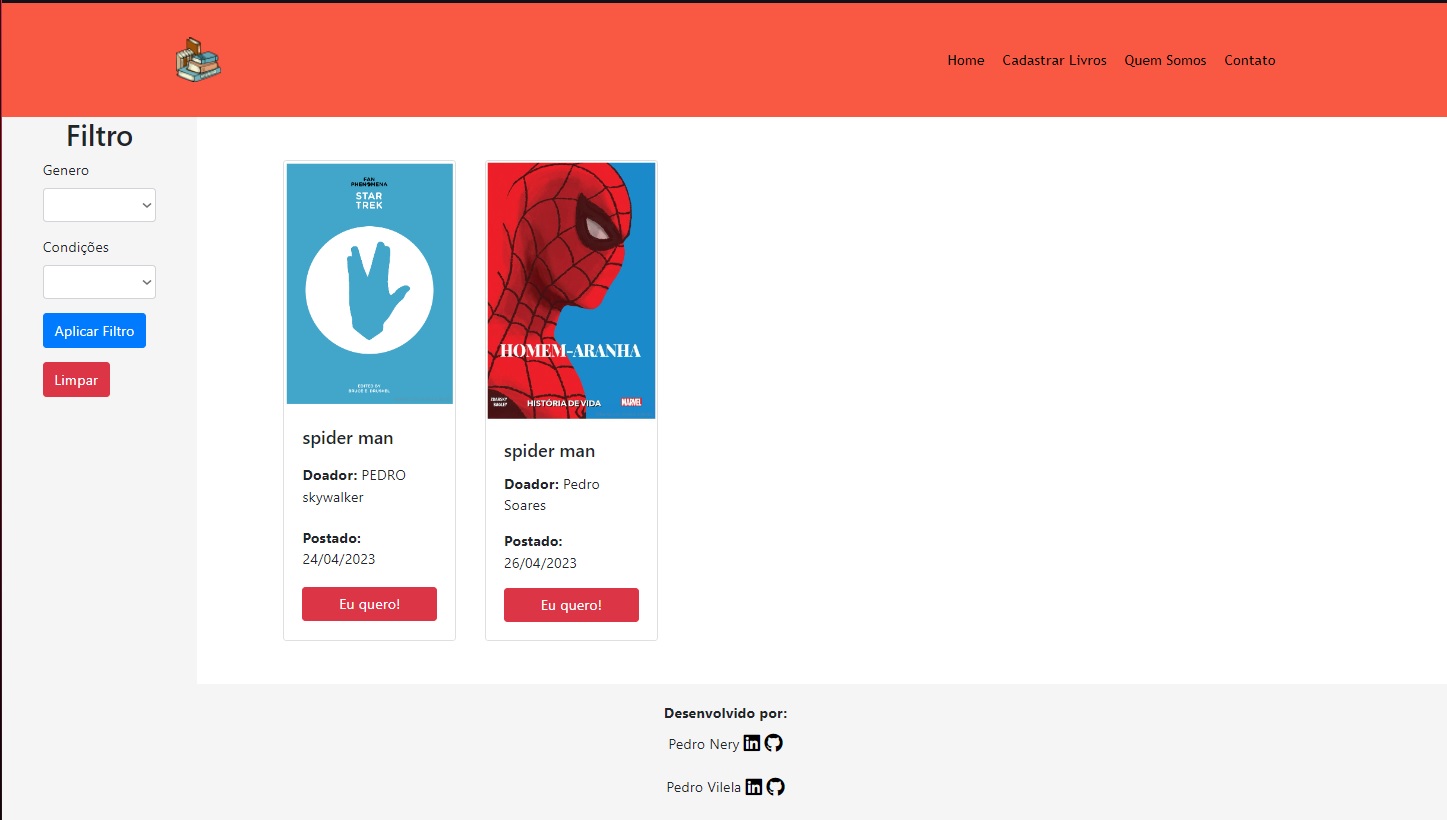 Home Cadastrar Livros Quem Somos Contato
Filtro
Genero
Condições
Aplicar Filtro
Limpar
FAN
PHENOMENA
STAR
TREK
EDITED BY
spider man
Doador: PEDRO
skywalker
Postado:
24/04/2023
Eu quero!
HOMEM-ARANHA
ZDARSKY
BAGLEY
HISTÓRIA DE VIDA
MARVEL
spider man
Doador: Pedro
Soares
Postado:
26/04/2023
Eu quero!
Desenvolvido por:
Pedro Nery
Pedro Vilela